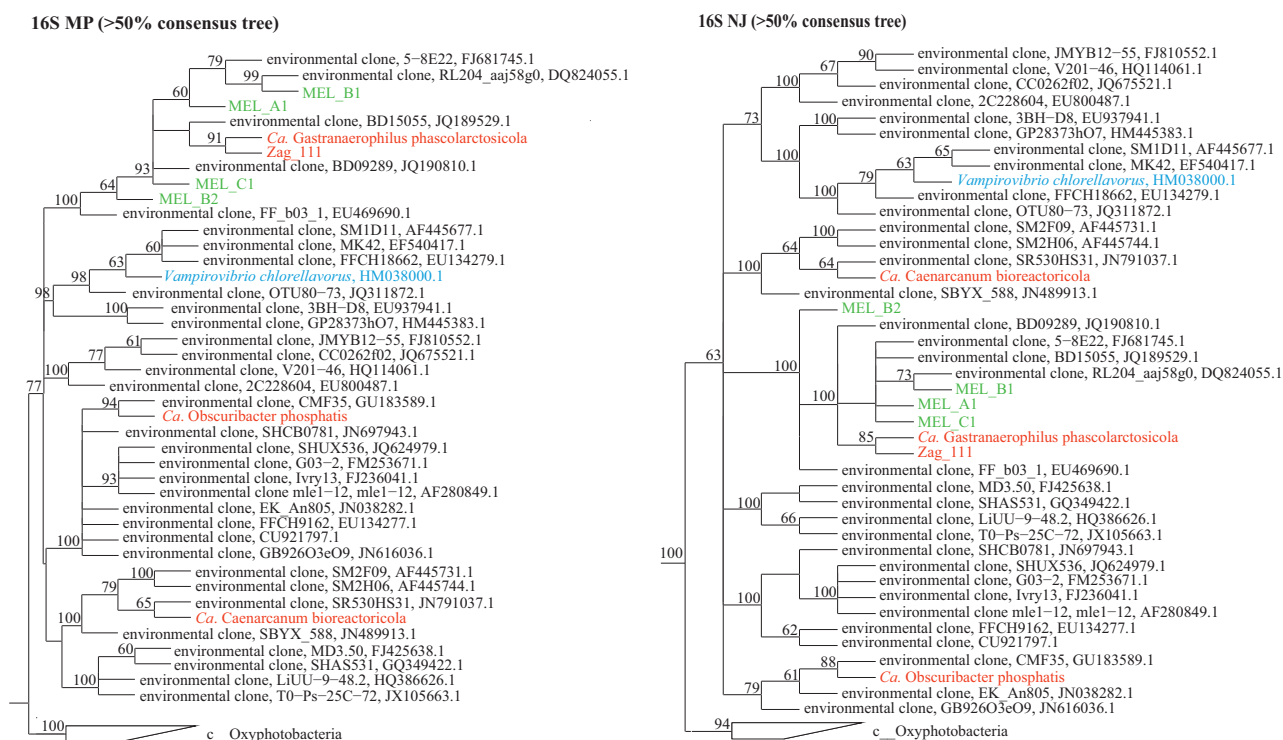 16S MP (>50% consensus tree)
79
environmental clone, 5−8E22, FJ681745.1
99
environmental clone, RL204_aaj58g0, DQ824055.1
60
MEL_B1
MEL_A1
environmental clone, BD15055, JQ189529.1
91
Ca. Gastranaerophilus phascolarctosicola
Zag_111
93
environmental clone, BD09289, JQ190810.1
64
MEL_C1
100
MEL_B2
environmental clone, FF_b03_1, EU469690.1
environmental clone, SM1D11, AF445677.1
60
environmental clone, MK42, EF540417.1
63
environmental clone, FFCH18662, EU134279.1
98
Vampirovibrio chlorellavorus, HM038000.1
98
environmental clone, OTU80−73, JQ311872.1
100
environmental clone, 3BH−D8, EU937941.1
environmental clone, GP28373hO7, HM445383.1
61
environmental clone, JMYB12−55, FJ810552.1
77
environmental clone, CC0262f02, JQ675521.1
100
environmental clone, V201−46, HQ114061.1
77
environmental clone, 2C228604, EU800487.1
94
environmental clone, CMF35, GU183589.1
Ca. Obscuribacter phosphatis
environmental clone, SHCB0781, JN697943.1
environmental clone, SHUX536, JQ624979.1
environmental clone, G03−2, FM253671.1
93
environmental clone, Ivry13, FJ236041.1
environmental clone mle1−12, mle1−12, AF280849.1
environmental clone, EK_An805, JN038282.1
environmental clone, FFCH9162, EU134277.1
environmental clone, CU921797.1
100
environmental clone, GB926O3eO9, JN616036.1
100
environmental clone, SM2F09, AF445731.1
79
environmental clone, SM2H06, AF445744.1
65
environmental clone, SR530HS31, JN791037.1
100
Ca. Caenarcanum bioreactoricola
environmental clone, SBYX_588, JN489913.1
60
environmental clone, MD3.50, FJ425638.1
environmental clone, SHAS531, GQ349422.1
100
environmental clone, LiUU−9−48.2, HQ386626.1
environmental clone, T0−Ps−25C−72, JX105663.1
100
c__Oxyphotobacteria
16S NJ (>50% consensus tree)
90
environmental clone, JMYB12−55, FJ810552.1
67
environmental clone, V201−46, HQ114061.1
100
environmental clone, CC0262f02, JQ675521.1
environmental clone, 2C228604, EU800487.1
73
100
environmental clone, 3BH−D8, EU937941.1
environmental clone, GP28373hO7, HM445383.1
100
65
environmental clone, SM1D11, AF445677.1
63
environmental clone, MK42, EF540417.1
79
Vampirovibrio chlorellavorus, HM038000.1
100
environmental clone, FFCH18662, EU134279.1
environmental clone, OTU80−73, JQ311872.1
100
environmental clone, SM2F09, AF445731.1
64
environmental clone, SM2H06, AF445744.1
64
environmental clone, SR530HS31, JN791037.1
100
Ca. Caenarcanum bioreactoricola
environmental clone, SBYX_588, JN489913.1
MEL_B2
environmental clone, BD09289, JQ190810.1
environmental clone, 5−8E22, FJ681745.1
63
environmental clone, BD15055, JQ189529.1
100
73
environmental clone, RL204_aaj58g0, DQ824055.1
MEL_B1
100
MEL_A1
MEL_C1
85
Ca. Gastranaerophilus phascolarctosicola
Zag_111
environmental clone, FF_b03_1, EU469690.1
environmental clone, MD3.50, FJ425638.1
100
environmental clone, SHAS531, GQ349422.1
66
environmental clone, LiUU−9−48.2, HQ386626.1
environmental clone, T0−Ps−25C−72, JX105663.1
100
environmental clone, SHCB0781, JN697943.1
environmental clone, SHUX536, JQ624979.1
100
environmental clone, G03−2, FM253671.1
100
environmental clone, Ivry13, FJ236041.1
environmental clone mle1−12, mle1−12, AF280849.1
100
62
environmental clone, FFCH9162, EU134277.1
environmental clone, CU921797.1
88
environmental clone, CMF35, GU183589.1
61
Ca. Obscuribacter phosphatis
79
environmental clone, EK_An805, JN038282.1
environmental clone, GB926O3eO9, JN616036.1
94
c__Oxyphotobacteria